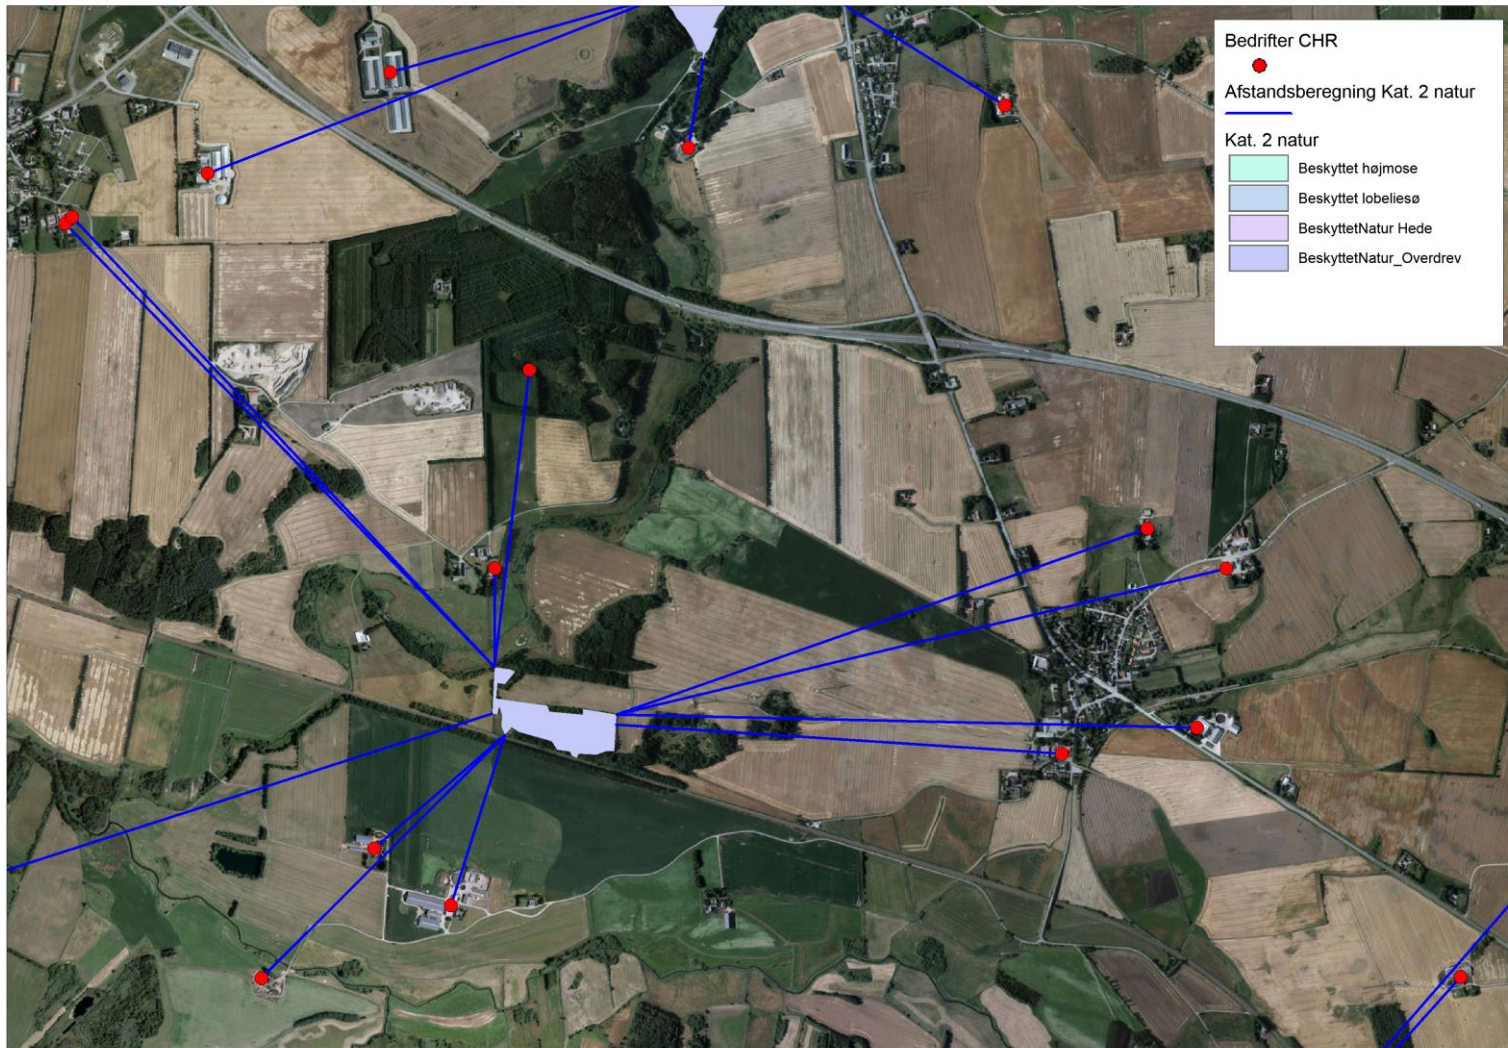 Bedrifter CHR
Afstandsberegning Kat. 2 natur
Kat. 2 natur
Beskyttet højmose
Beskyttet lobeliesø
BeskyttetNatur Hede
BeskyttetNatur_Overdrev